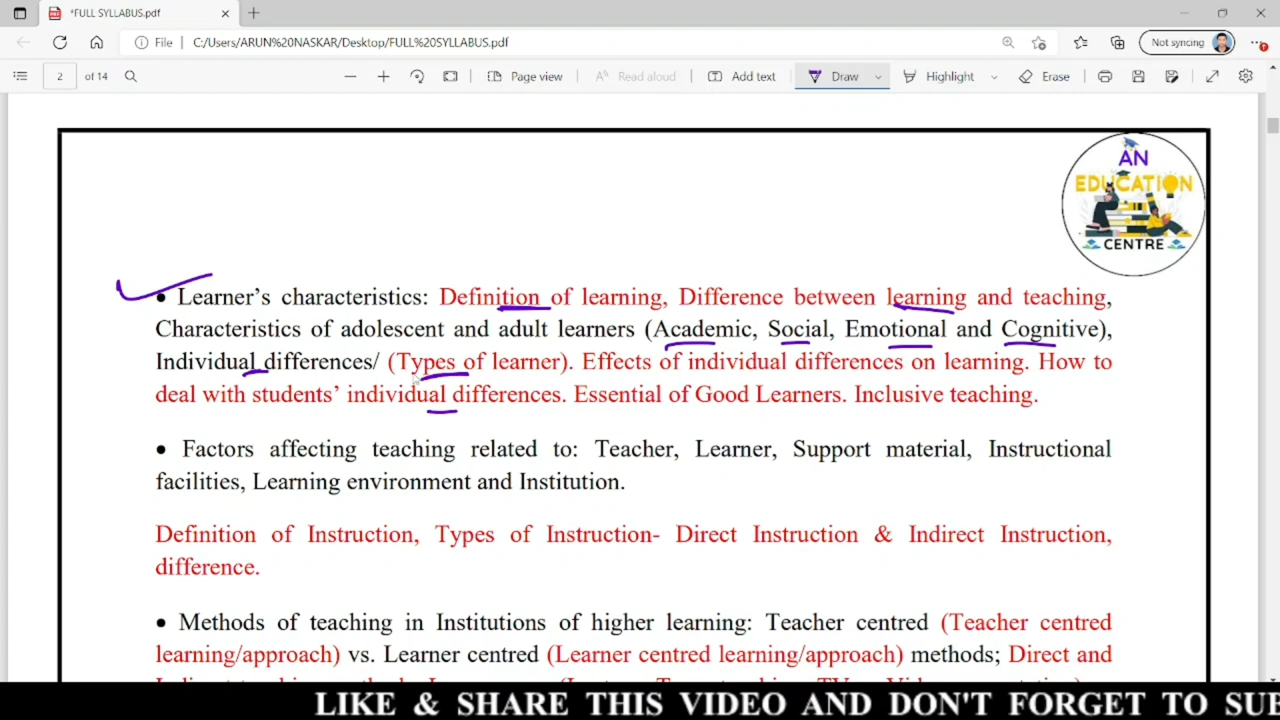 *FULL SYLLABUS.pdf
File
C:/Users/ARUN%20NASKAR/Desktop/FULL%20SYLLABUS.pdf
Not syncing
2 of 14
Page view
Read aloud
Add text
Draw
Highlight
Erase
AN
EDUCATION
CENTRE
• Learner's characteristics: Definition of learning, Difference between learning and teaching,
Characteristics of adolescent and adult learners (Academic, Social, Emotional and Cognitive),
Individual differences/ (Types of learner). Effects of individual differences on learning. How to
deal with students' individual differences. Essential of Good Learners. Inclusive teaching.
• Factors affecting teaching related to: Teacher, Learner, Support material, Instructional
facilities, Learning environment and Institution.
Definition of Instruction, Types of Instruction- Direct Instruction & Indirect Instruction,
difference.
• Methods of teaching in Institutions of higher learning: Teacher centred (Teacher centred
learning/approach) vs. Learner centred (Learner centred learning/approach) methods; Direct and
LIKE & SHARE THIS VIDEO AND DON'T FORGET TO